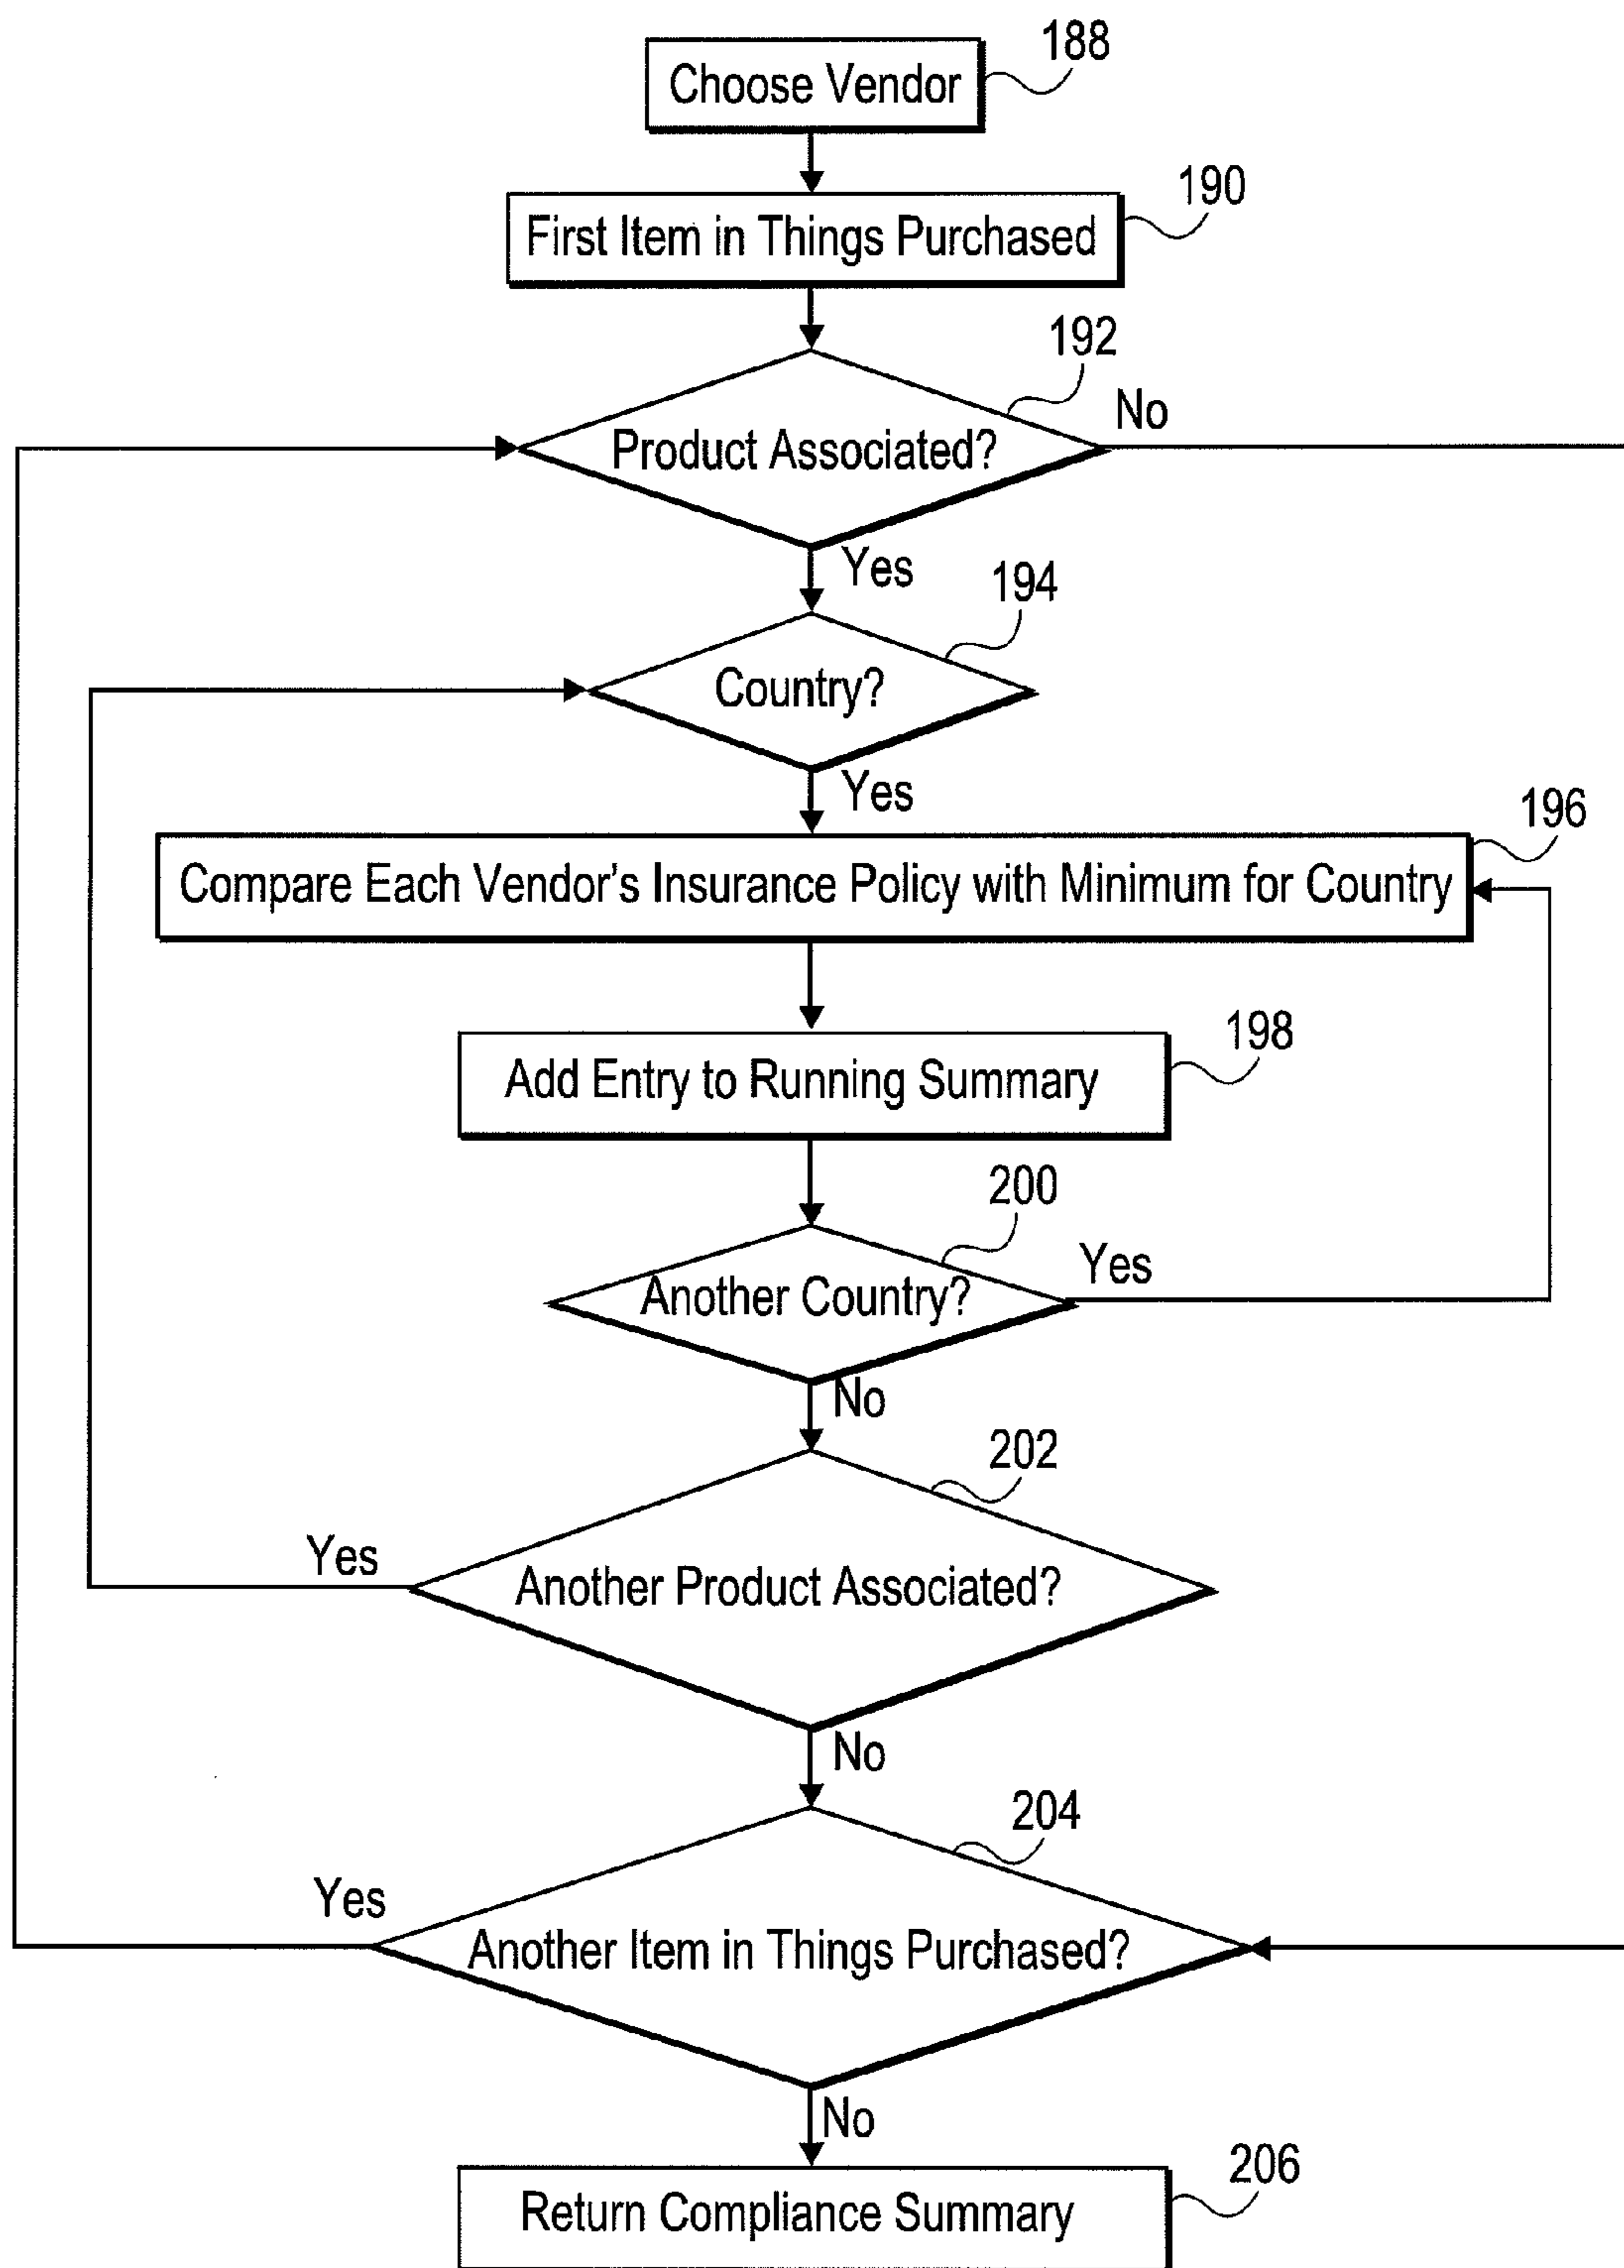 188
Choose Vendor
190
First Item in Things Purchased
192
No
Product Associated?
Yes
194
Country?
Yes
196
Compare Each Vendor's Insurance Policy with Minimum for Country
198
Add Entry to Running Summary
200
Yes
Another Country?
No
202
Yes
Another Product Associated?
No
204
Yes
Another Item in Things Purchased?
No
206
Return Compliance Summary